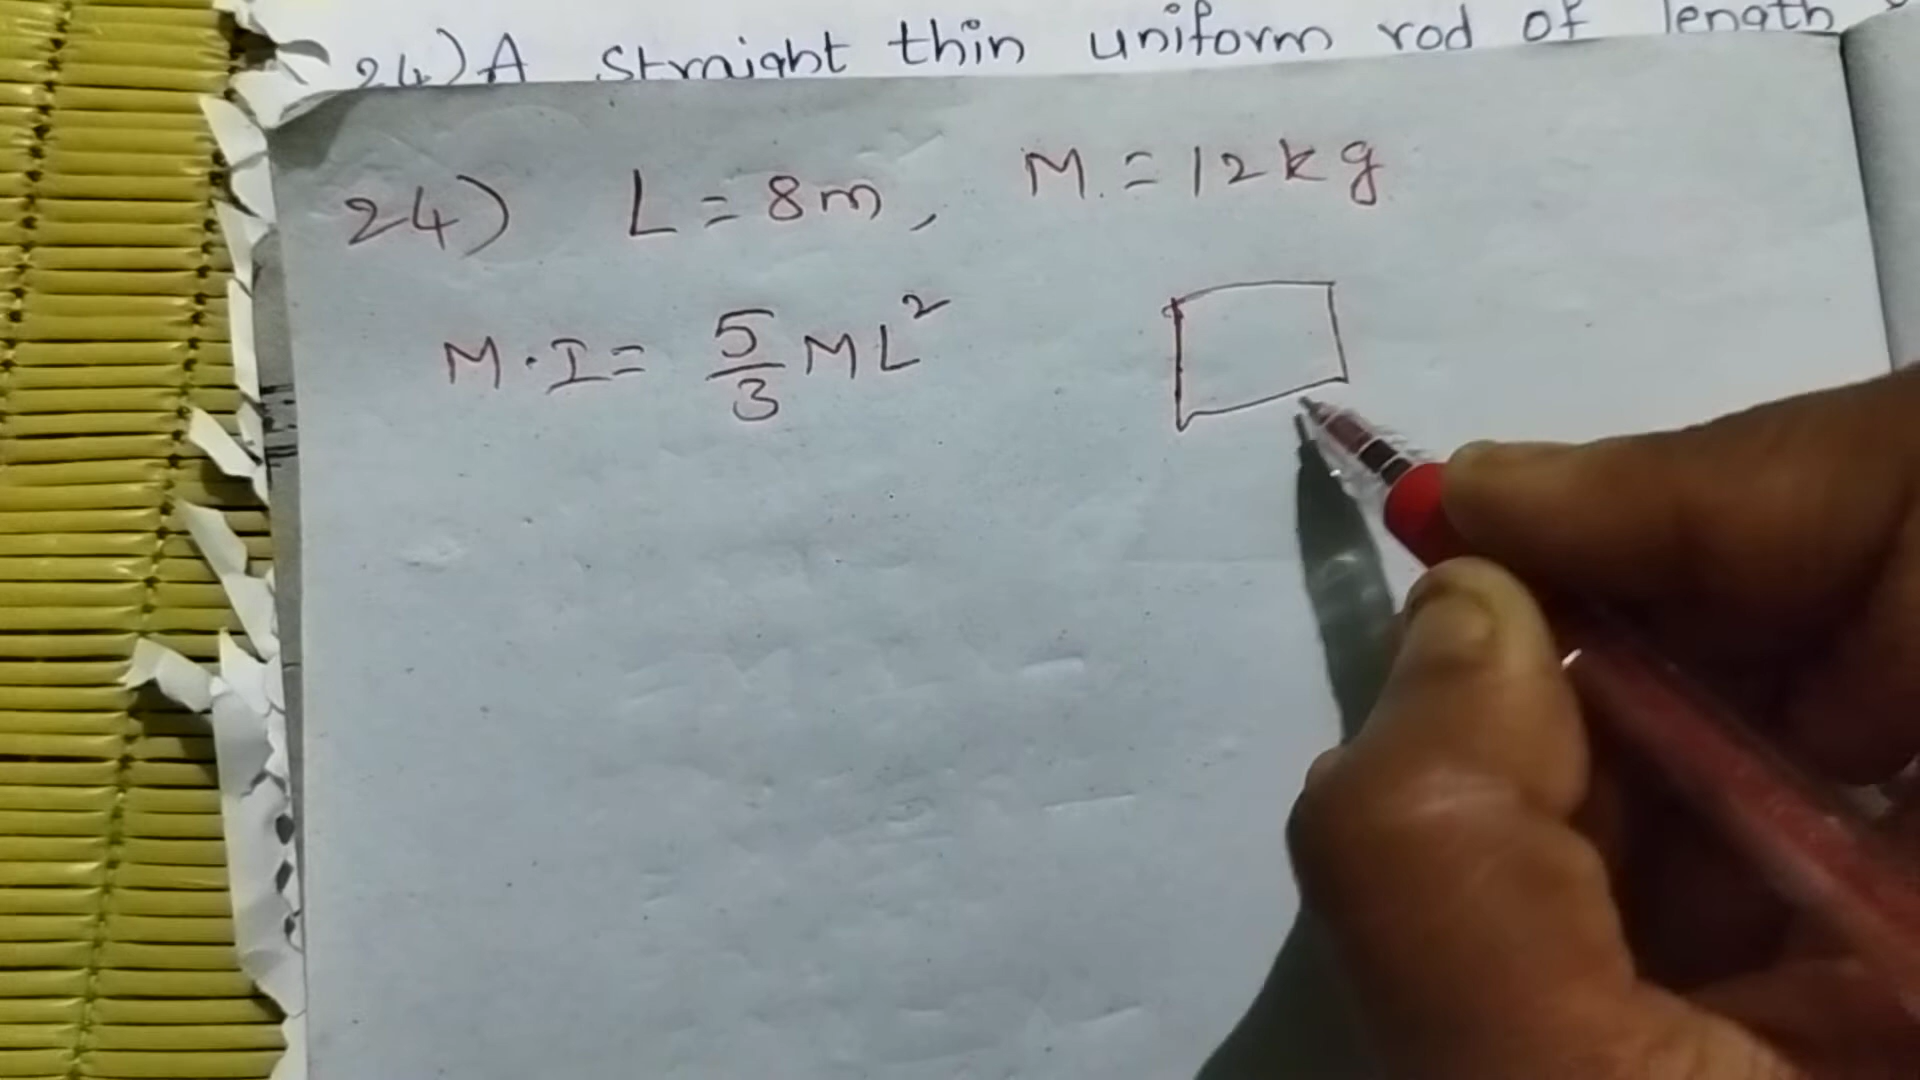 24) A straight thin uniform rod of length
24) L = 8m, M. = 12kg
M.I = 5/3 ML²